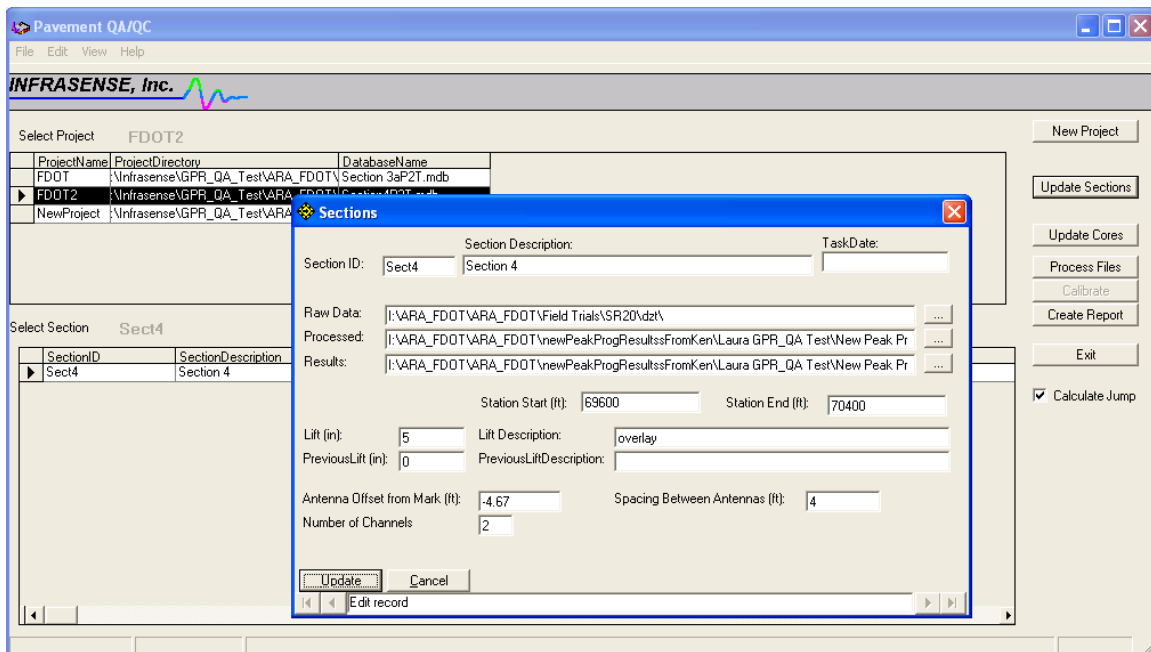 Pavement QA/QC
File Edit View Help
INFRASENSE, Inc.
Select Project FDOT2
New Project
ProjectName ProjectDirectory DatabaseName
FDOT :\Infrasense\GPR_QA_Test\ARA_FDOT\ Section 3aP2T.mdb
FDOT2 :\Infrasense\GPR_QA_Test\ARA_FDOT\ Section4P2T.mdb
NewProject :\Infrasense\GPR_QA_Test\ARA
Update Sections
Update Cores
Process Files
Calibrate
Create Report
Exit
Calculate Jump
Select Section Sect4
SectionID SectionDescription
Sect4 Section 4
Sections
Section Description: TaskDate:
Section ID: Sect4 Section 4
Raw Data: I:\ARA_FDOT\ARA_FDOT\Field Trials\SR20\dzt\ ...
Processed: I:\ARA_FDOT\ARA_FDOT\newPeakProgResultssFromKen\Laura GPR_QA Test\New Peak Pr ...
Results: I:\ARA_FDOT\ARA_FDOT\newPeakProgResultssFromKen\Laura GPR_QA Test\New Peak Pr ...
Station Start (ft): 69600 Station End (ft): 70400
Lift (in): 5 Lift Description: overlay
PreviousLift (in): 0 PreviousLiftDescription:
Antenna Offset from Mark (ft): -4.67 Spacing Between Antennas (ft): 4
Number of Channels 2
Update Cancel
Edit record